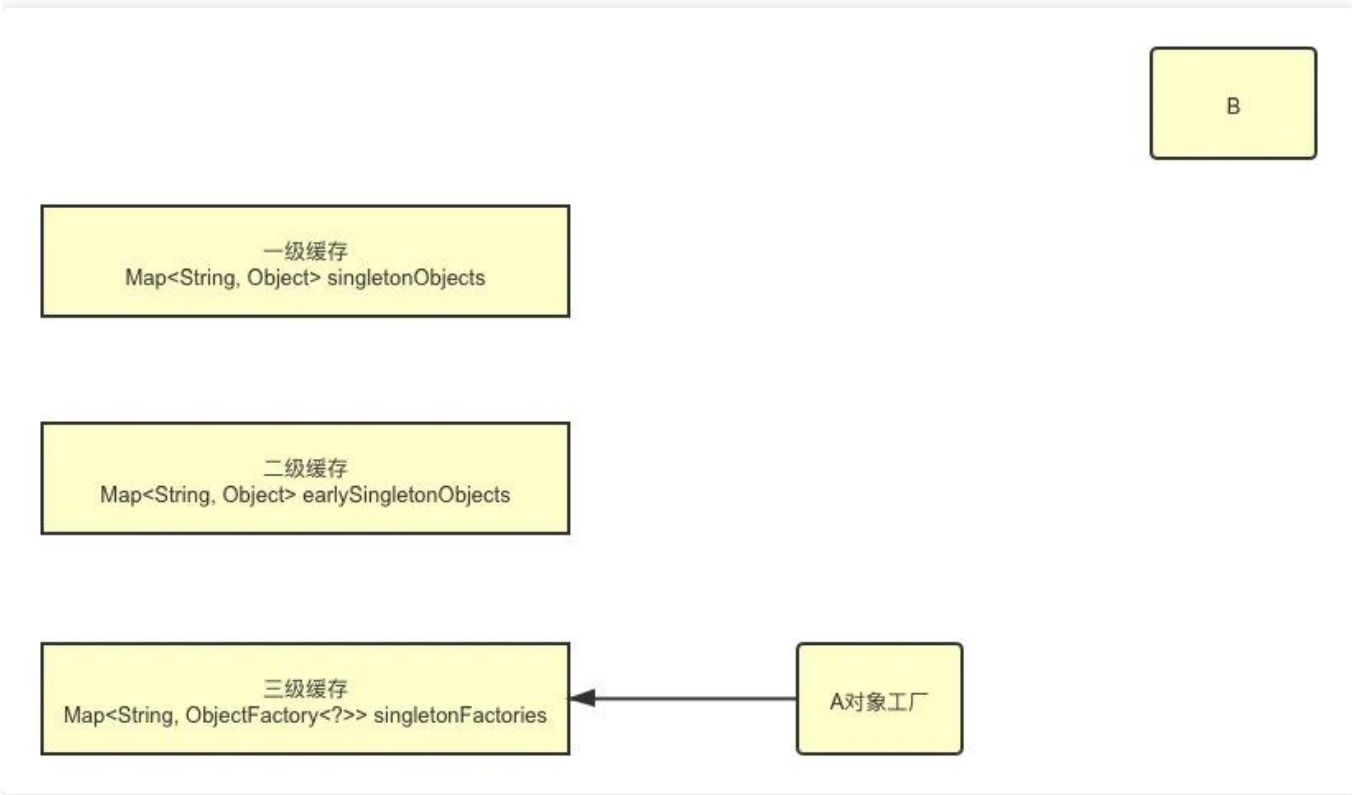 B
一级缓存
Map<String, Object> singletonObjects
二级缓存
Map<String, Object> earlySingletonObjects
三级缓存
Map<String, ObjectFactory<?>> singletonFactories
A对象工厂